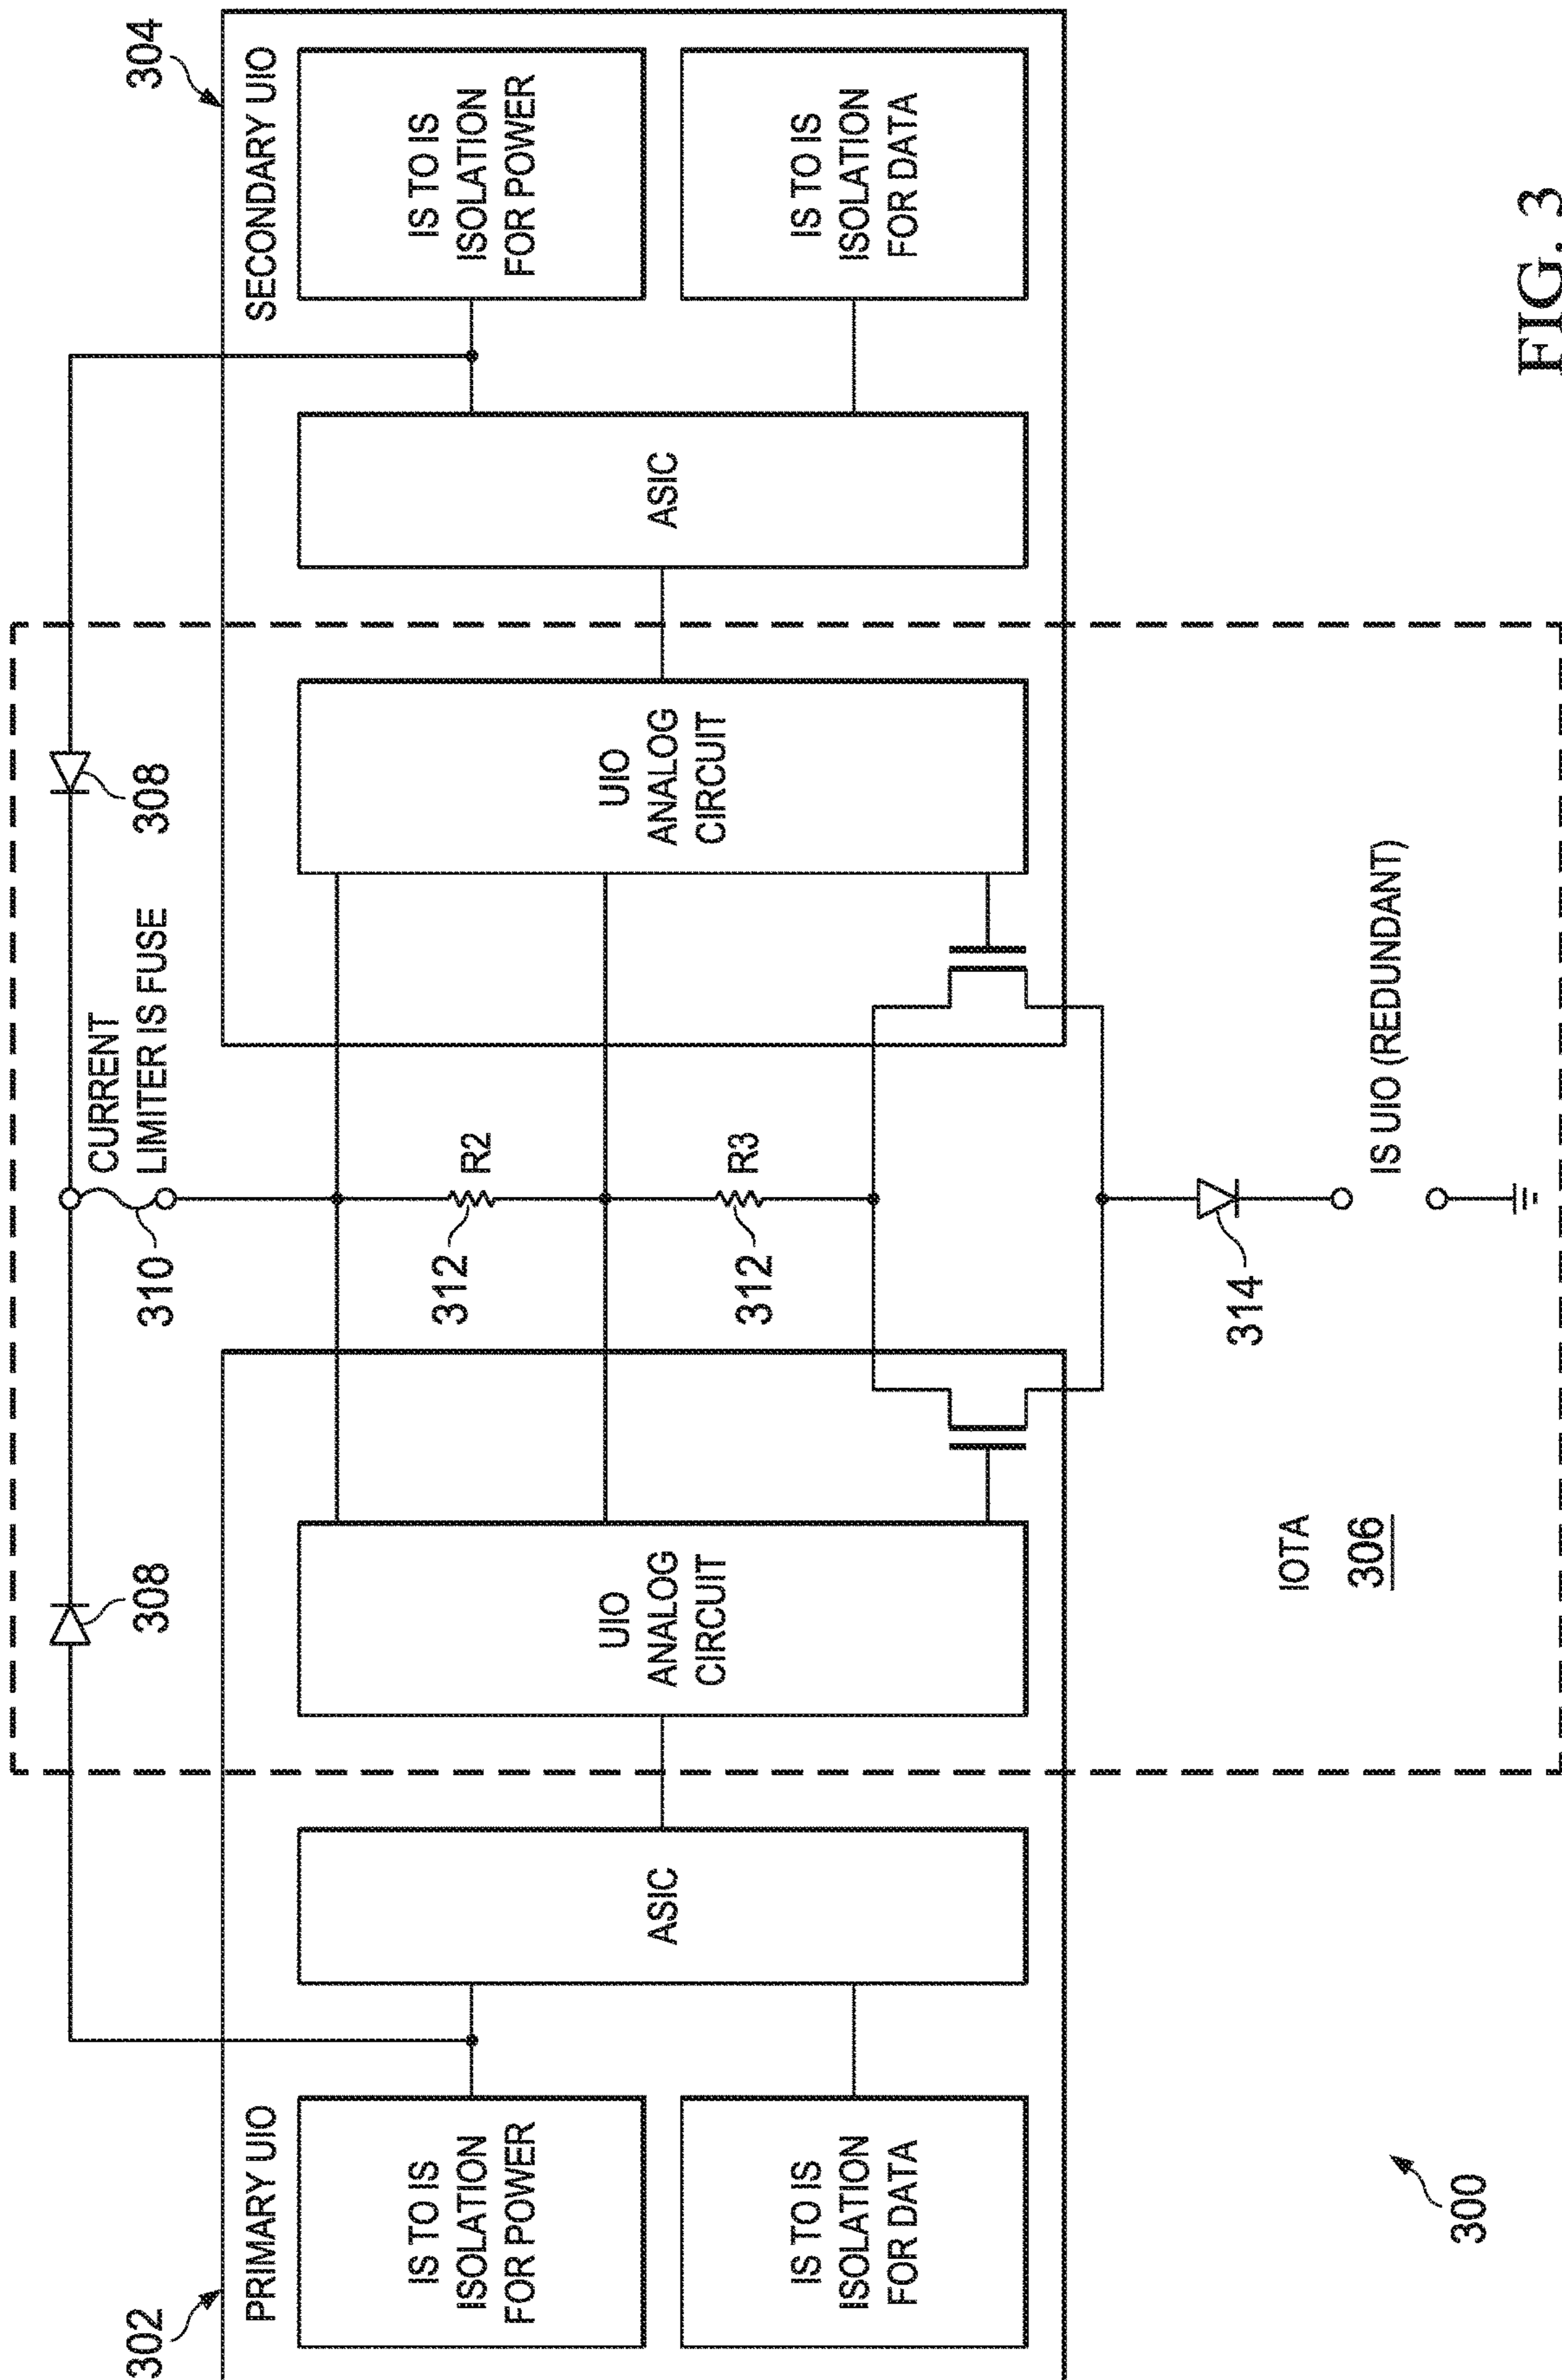 302
PRIMARY UIO
IS TO IS
ISOLATION
FOR POWER
IS TO IS
ISOLATION
FOR DATA
ASIC
UIO
ANALOG
CIRCUIT
308
310
CURRENT
LIMITER IS FUSE
308
312
R2
312
R3
UIO
ANALOG
CIRCUIT
ASIC
304
SECONDARY UIO
IS TO IS
ISOLATION
FOR POWER
IS TO IS
ISOLATION
FOR DATA
314
IS UIO (REDUNDANT)
IOTA
306
300
FIG. 3